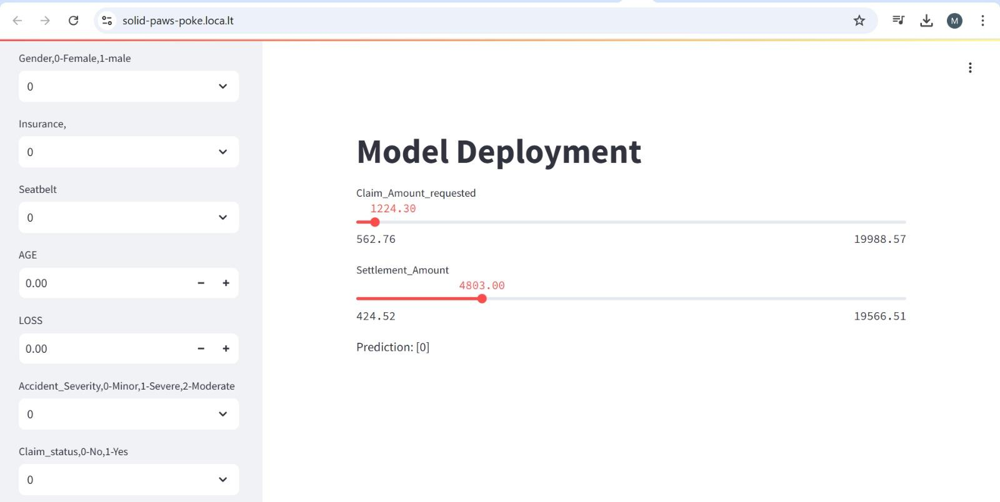 solid-paws-poke.loca.lt
M
Gender,0-Female,1-male
0
Insurance,
0
Seatbelt
0
AGE
0.00
LOSS
0.00
Accident_Severity,0-Minor,1-Severe,2-Moderate
0
Claim_status,0-No,1-Yes
0
Model Deployment
Claim_Amount_requested
1224.30
562.76 19988.57
Settlement_Amount
4803.00
424.52 19566.51
Prediction: [0]